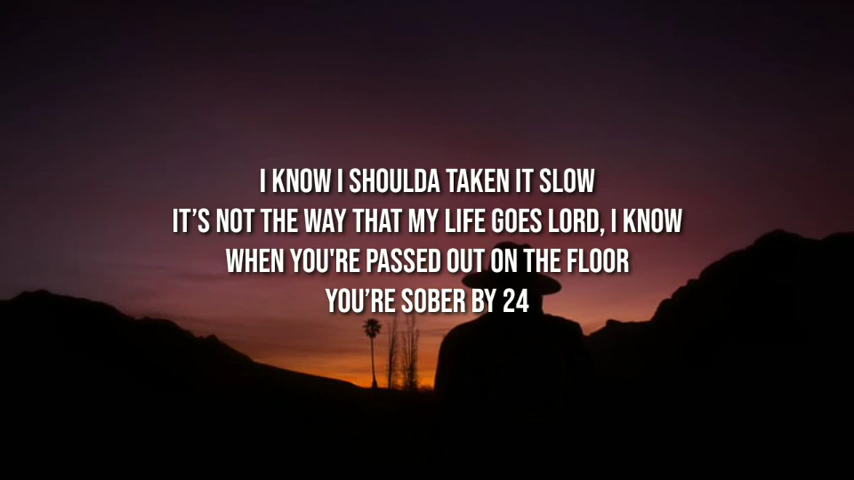 I KNOW I SHOULDA TAKEN IT SLOW
IT’S NOT THE WAY THAT MY LIFE GOES LORD, I KNOW
WHEN YOU'RE PASSED OUT ON THE FLOOR
YOU’RE SOBER BY 24